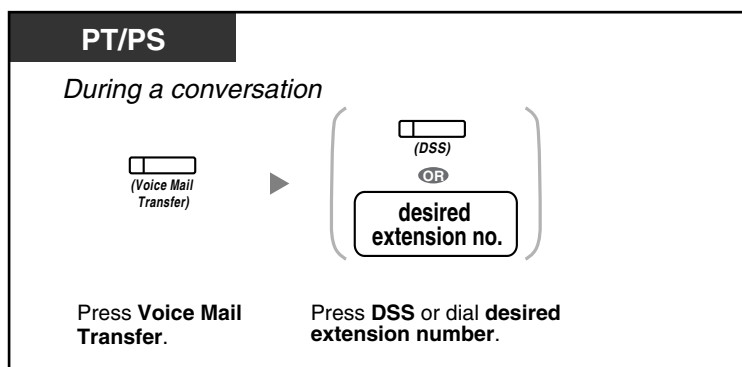 PT/PS
During a conversation
(Voice Mail
Transfer)
(DSS)
OR
desired
extension no.
Press Voice Mail
Transfer.
Press DSS or dial desired
extension number.